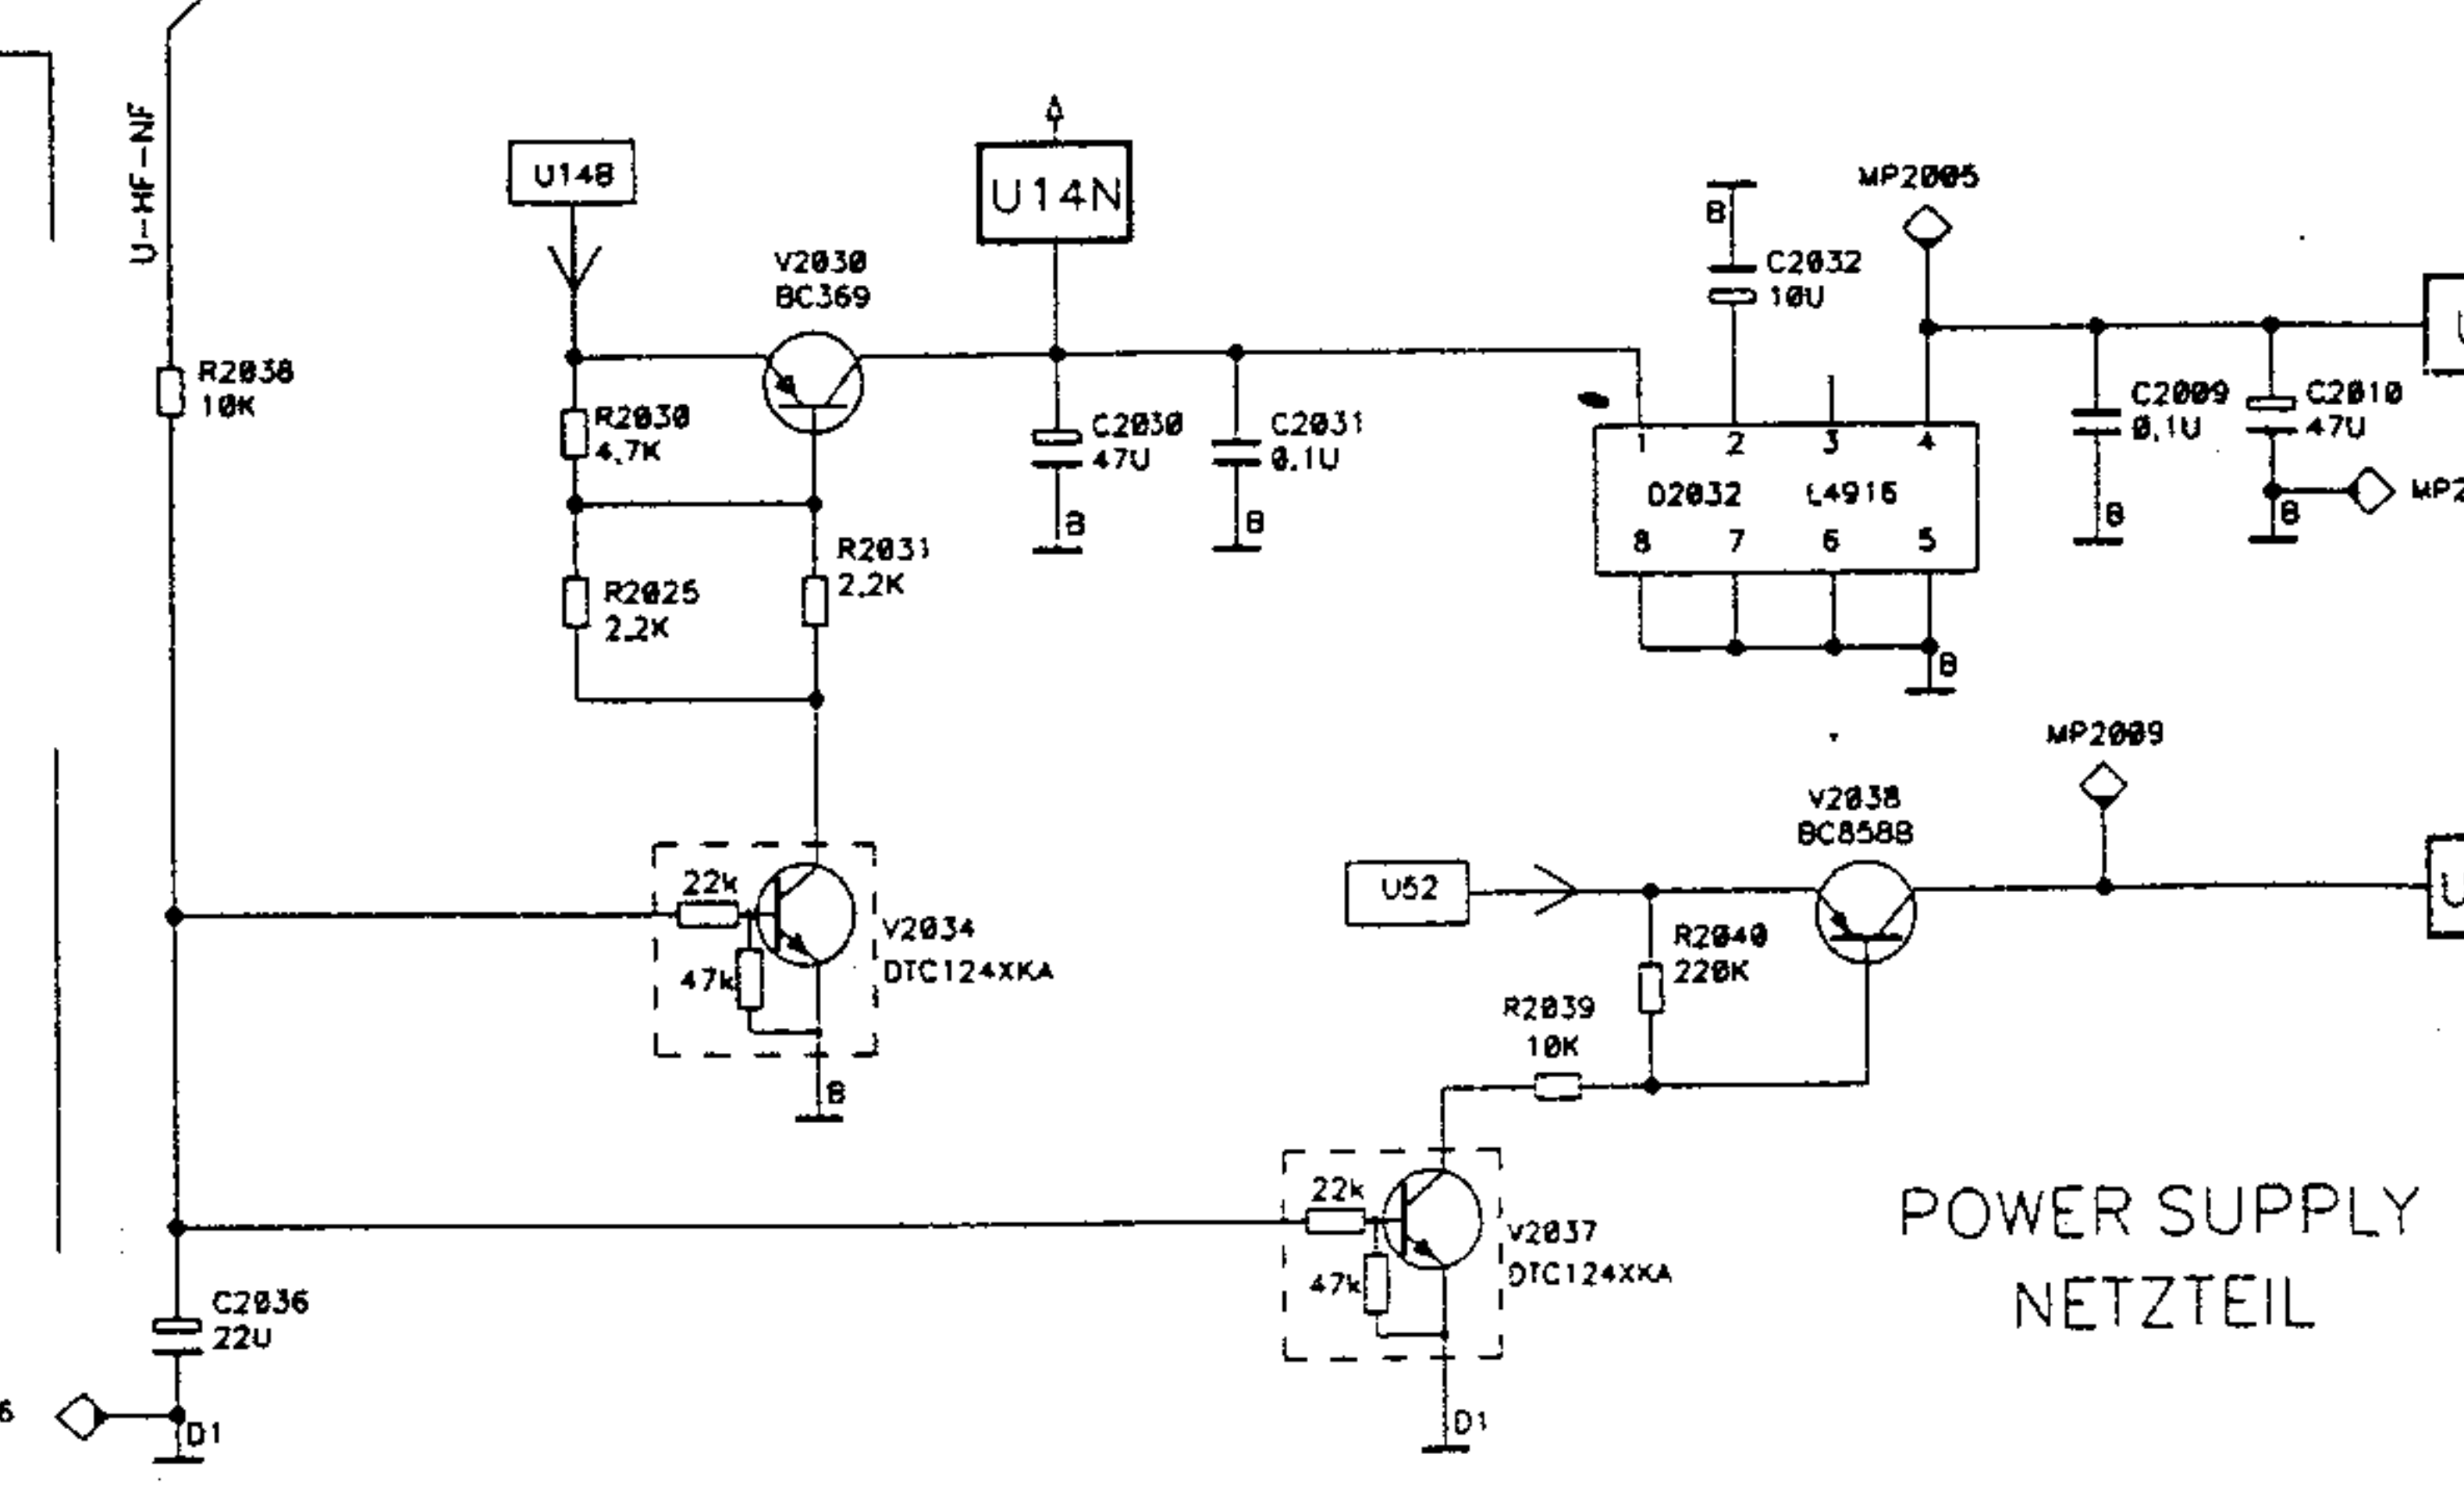 U-HF-NF
R2038
10K
U14B
V2030
BC369
U14N
R2030
4.7K
R2025
2.2K
R2031
2.2K
C2030
47U
B
C2031
0.1U
B
B
C2032
10U
MP2005
1 2 3 4
D2032 L4916
8 7 6 5
B
C2009
0.1U
B
C2010
47U
B
22k
47k
V2034
DTC124XKA
B
U52
V2038
BC858B
MP2009
R2040
220K
R2039
10K
22k
47k
V2037
DTC124XKA
D1
C2036
22U
6
D1
POWER SUPPLY
NETZTEIL